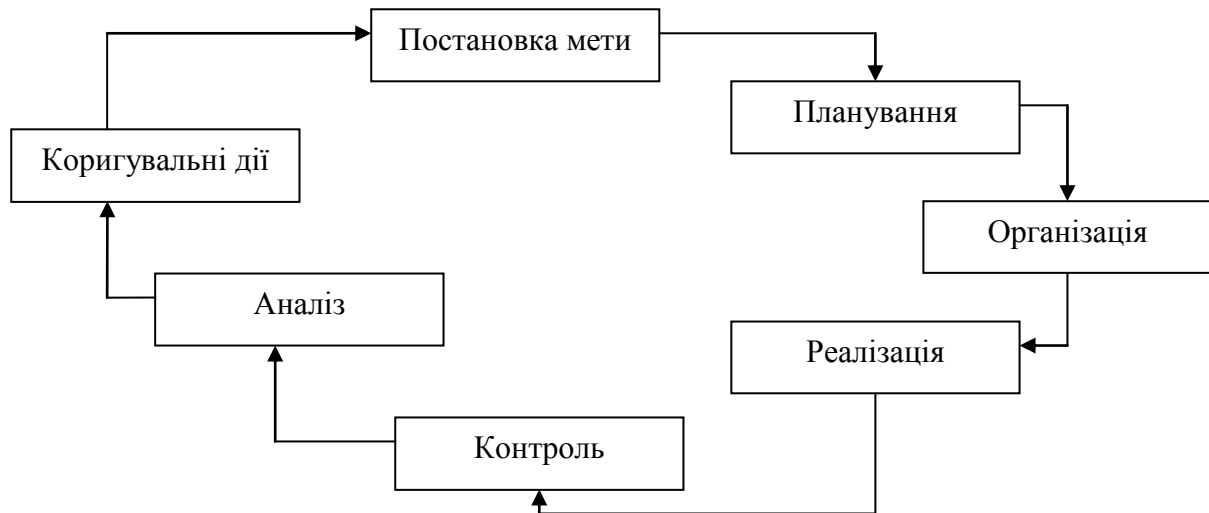 Постановка мети
Планування
Організація
Реалізація
Контроль
Аналіз
Коригувальні дії